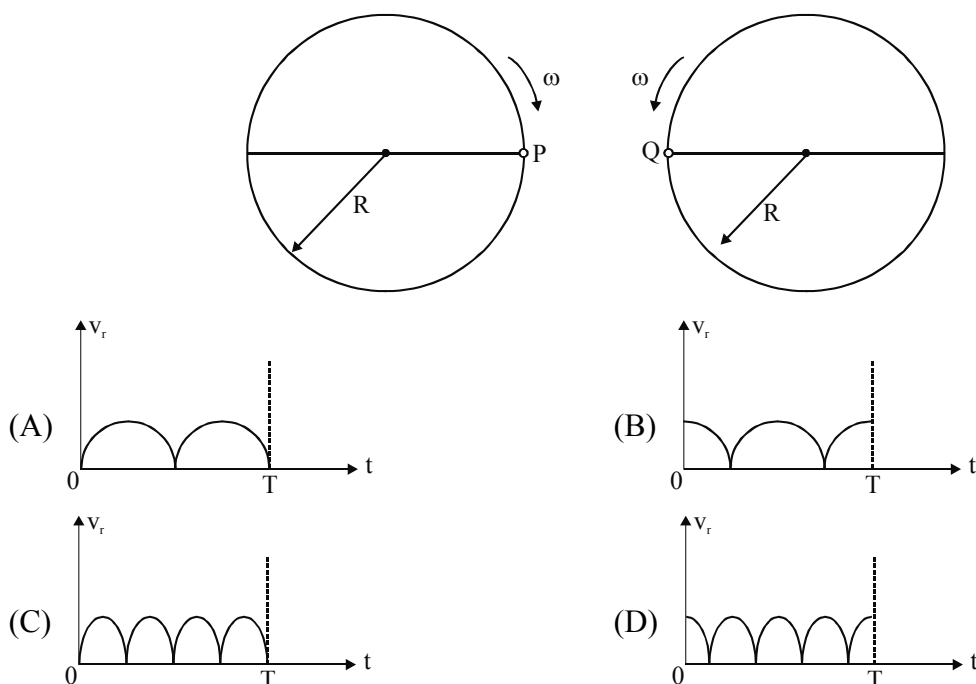 ω ω
P Q
R R
v_r v_r
(A) (B)
0 T t 0 T t
v_r v_r
(C) (D)
0 T t 0 T t